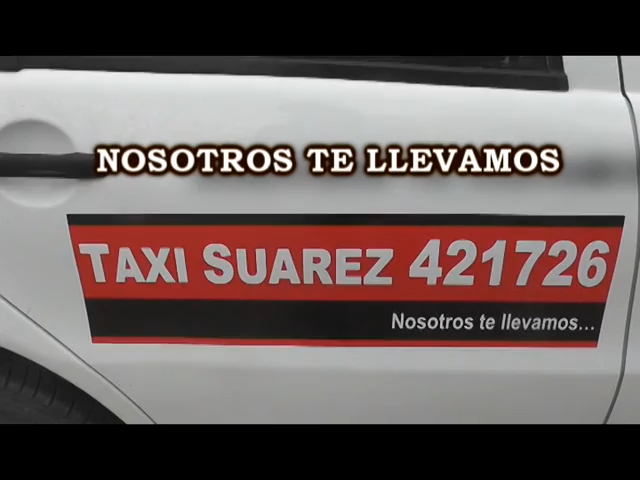 NOSOTROS TE LLEVAMOS
TAXI SUAREZ 421726
Nosotros te llevamos...